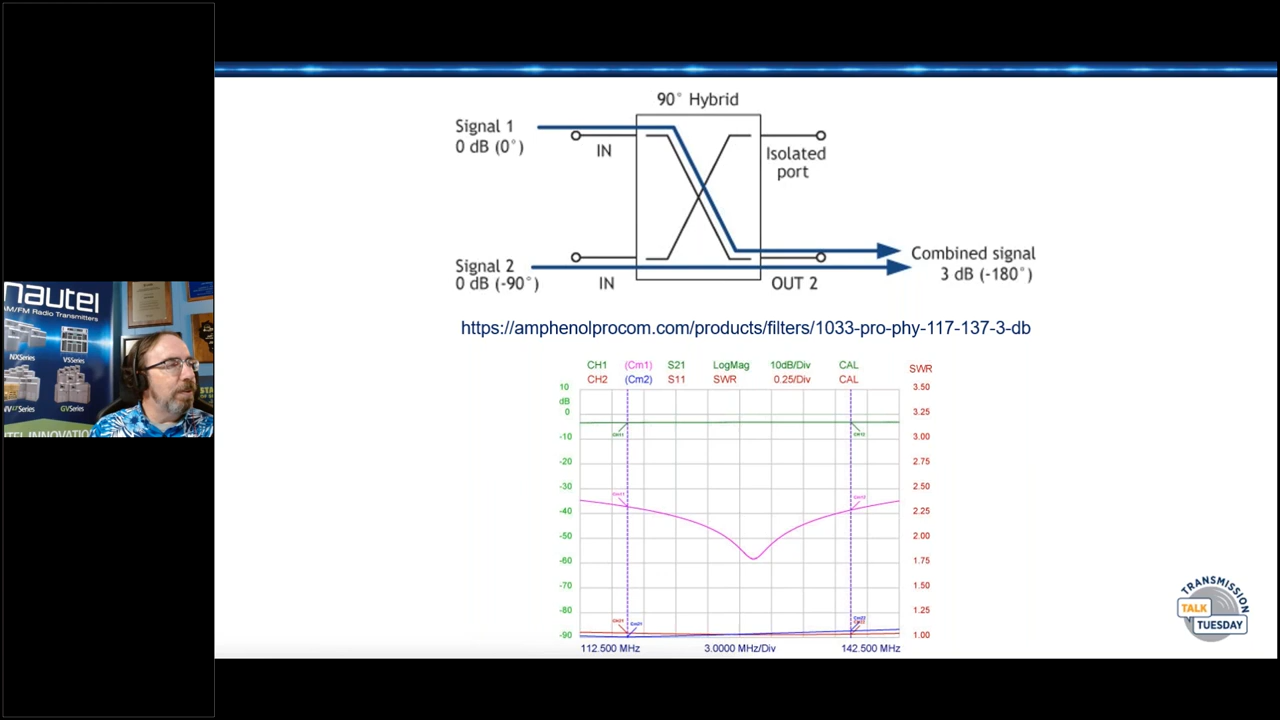 90° Hybrid
Signal 1
0 dB (0°)
IN
Isolated
port
Signal 2
0 dB (-90°)
IN
OUT 2
Combined signal
3 dB (-180°)
https://amphenolprocom.com/products/filters/1033-pro-phy-117-137-3-db
CH1 (Cm1) S21 LogMag 10dB/Div CAL
CH2 (Cm2) S11 SWR 0.25/Div CAL
SWR
10
dB
0
-10
-20
-30
-40
-50
-60
-70
-80
-90
3.50
3.25
3.00
2.75
2.50
2.25
2.00
1.75
1.50
1.25
1.00
112.500 MHz 3.0000 MHz/Div 142.500 MHz
nautel
AM/FM Radio Transmitters
NXSeries
VSSeries
GVSeries
TRANSMISSION
TALK
TUESDAY